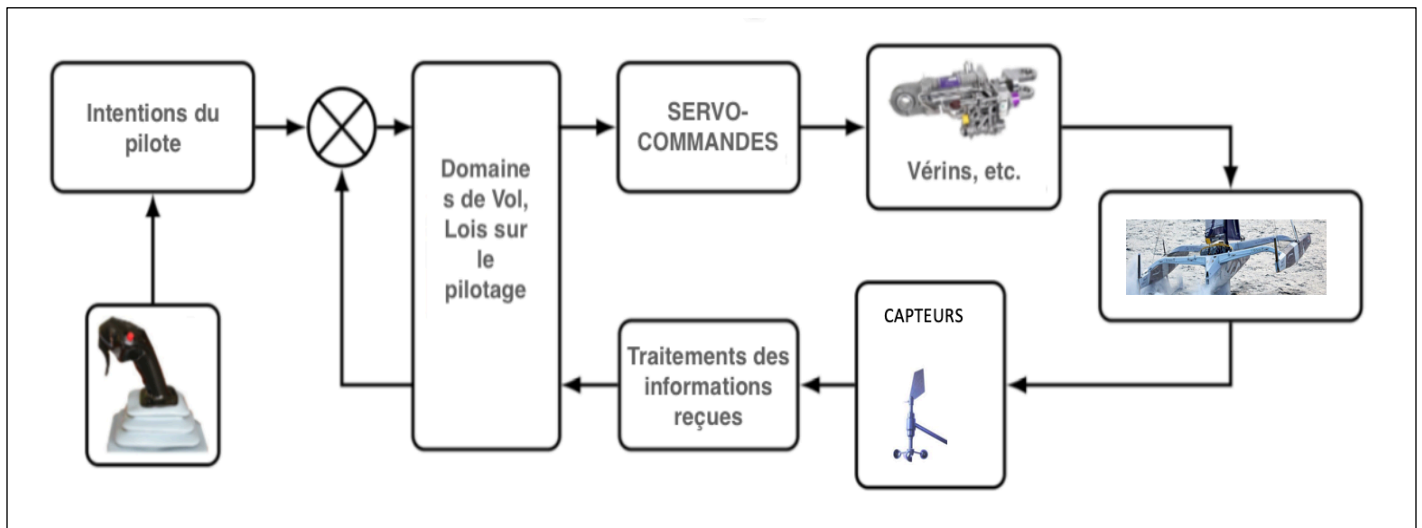 Intentions du
pilote
Domaine
s de Vol,
Lois sur
le
pilotage
SERVO-
COMMANDES
Vérins, etc.
CAPTEURS
Traitements des
informations
reçues